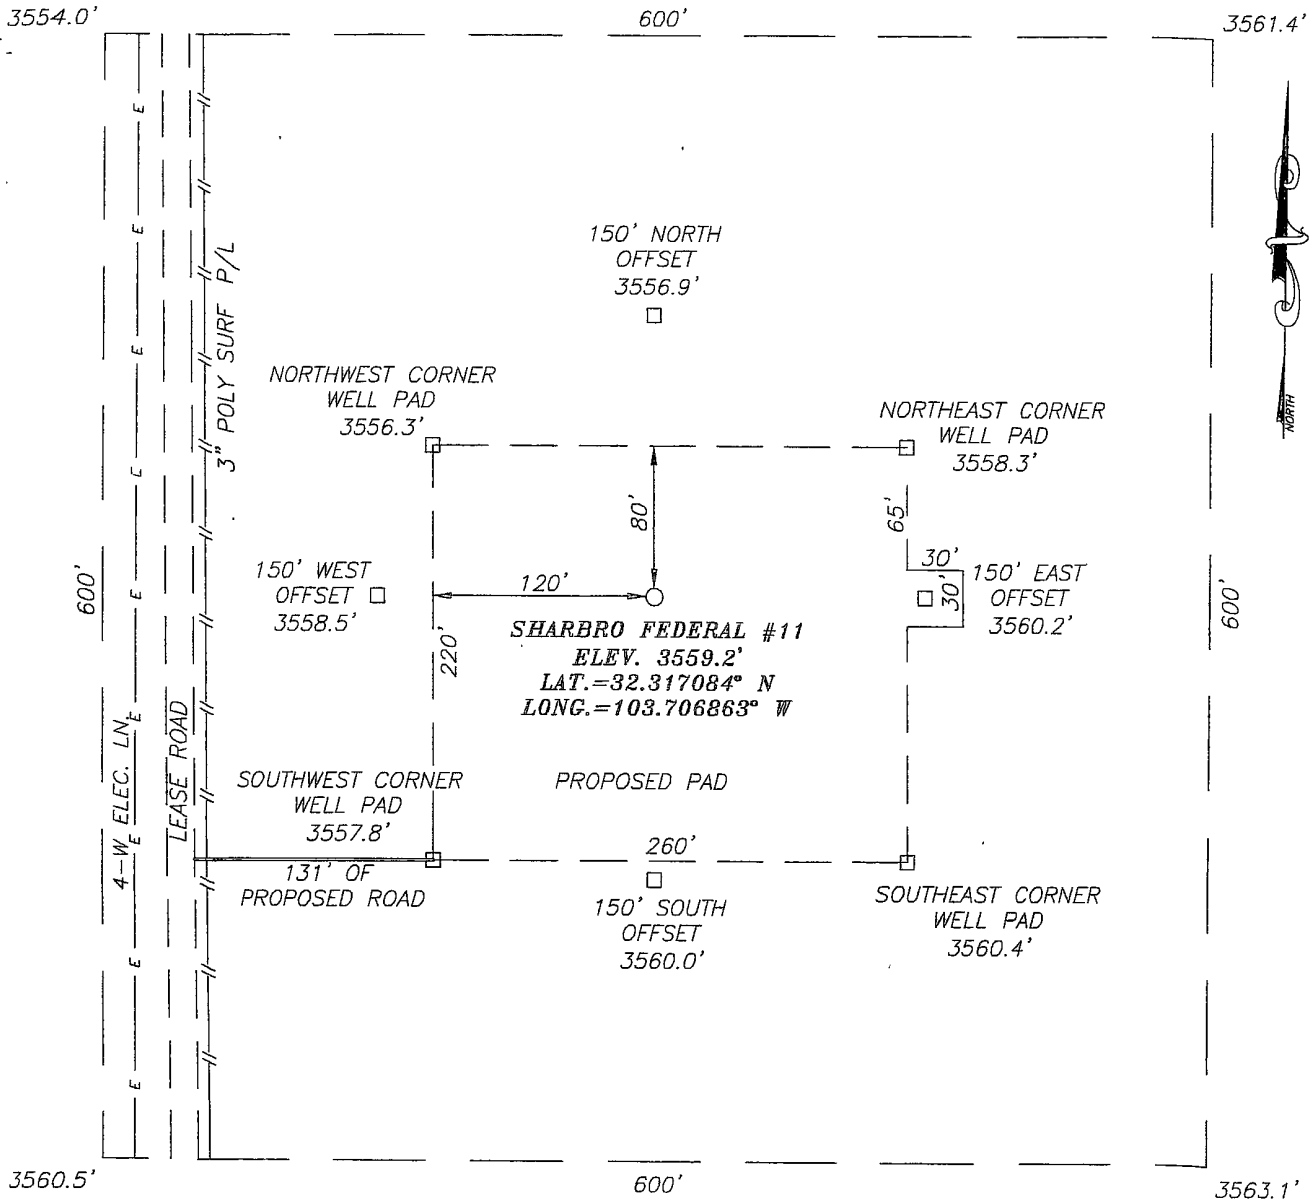 3554.0'
600'
3561.4'
150' NORTH
OFFSET
3556.9'
NORTH
3" POLY SURF P/L
NORTHWEST CORNER
WELL PAD
3556.3'
NORTHEAST CORNER
WELL PAD
3558.3'
80'
65'
600'
150' WEST
OFFSET
3558.5'
120'
30'
30'
150' EAST
OFFSET
3560.2'
600'
220'
SHARBRO FEDERAL #11
ELEV. 3559.2'
LAT.=32.317084° N
LONG.=103.706863° W
4-W ELEC. LN.
LEASE ROAD
SOUTHWEST CORNER
WELL PAD
3557.8'
PROPOSED PAD
260'
131' OF
PROPOSED ROAD
150' SOUTH
OFFSET
3560.0'
SOUTHEAST CORNER
WELL PAD
3560.4'
E
E
E
E
E
E
E
E
E
3560.5'
600'
3563.1'